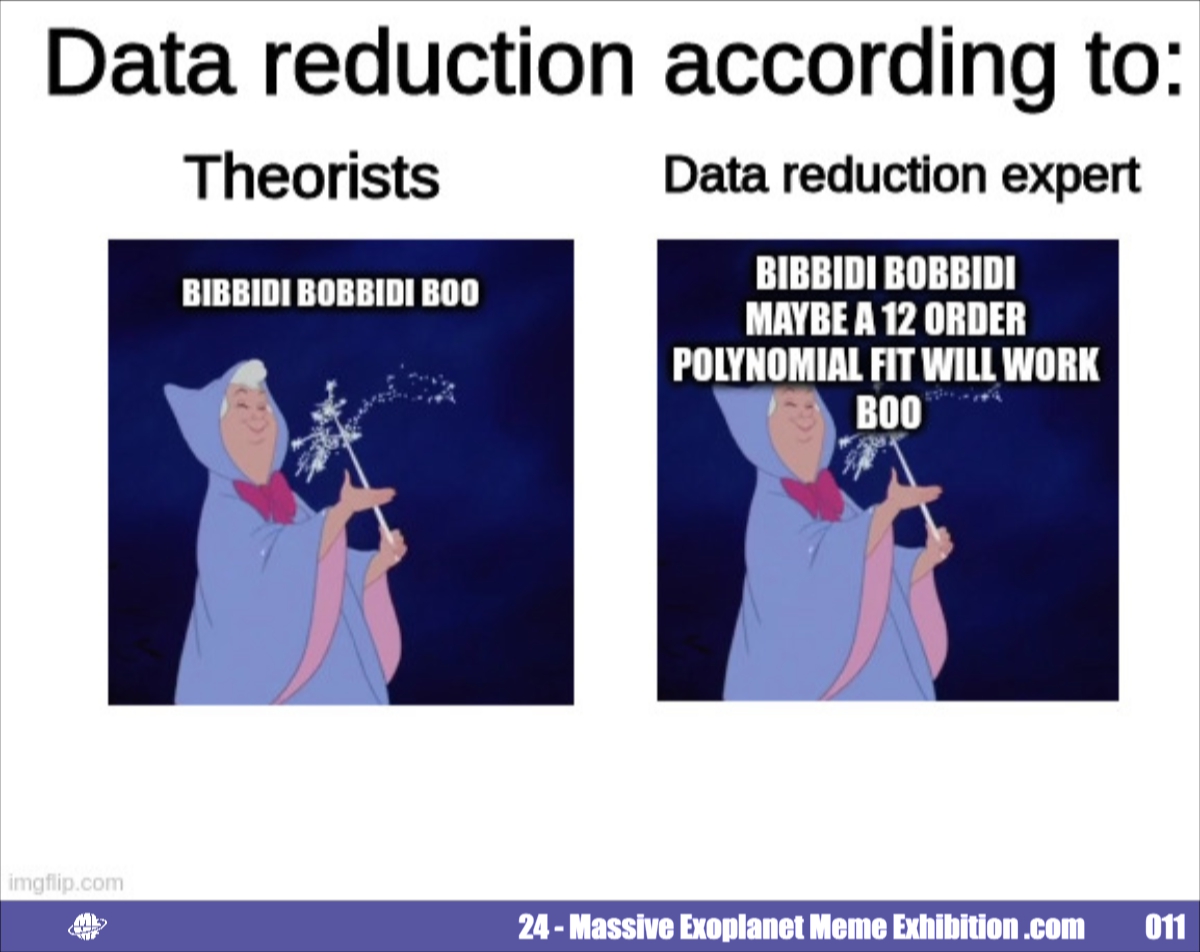 Data reduction according to:
Theorists
Data reduction expert
BIBBIDI BOBBIDI BOO
BIBBIDI BOBBIDI
MAYBE A 12 ORDER
POLYNOMIAL FIT WILL WORK
BOO
imgflip.com
24 - Massive Exoplanet Meme Exhibition .com 011